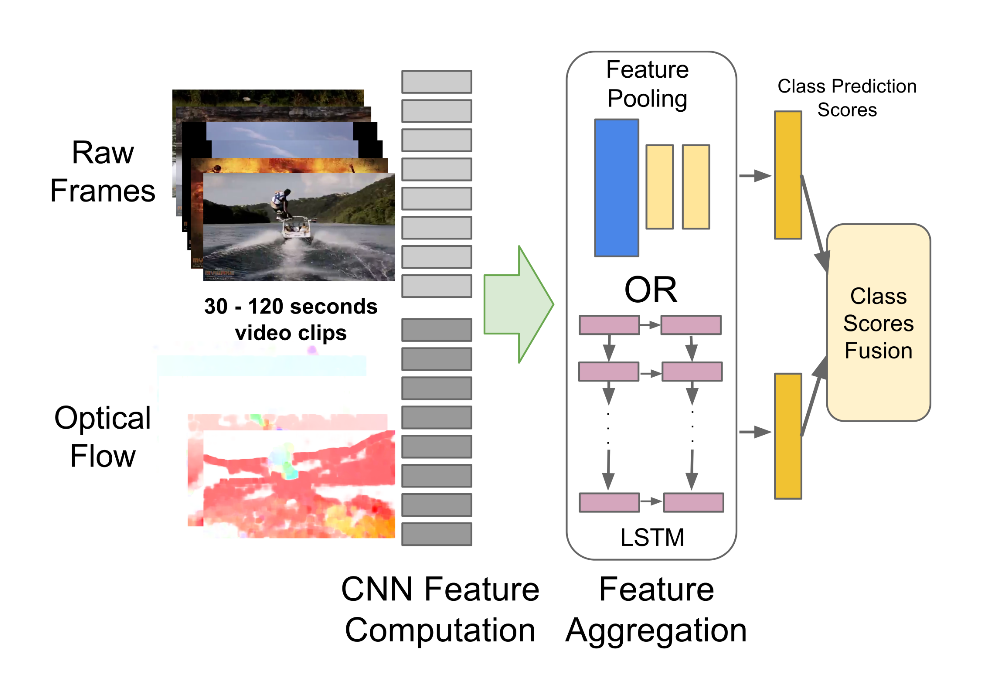 Raw
Frames
30 - 120 seconds
video clips
Optical
Flow
CNN Feature
Computation
Feature
Pooling
OR
LSTM
Feature
Aggregation
Class Prediction
Scores
Class
Scores
Fusion